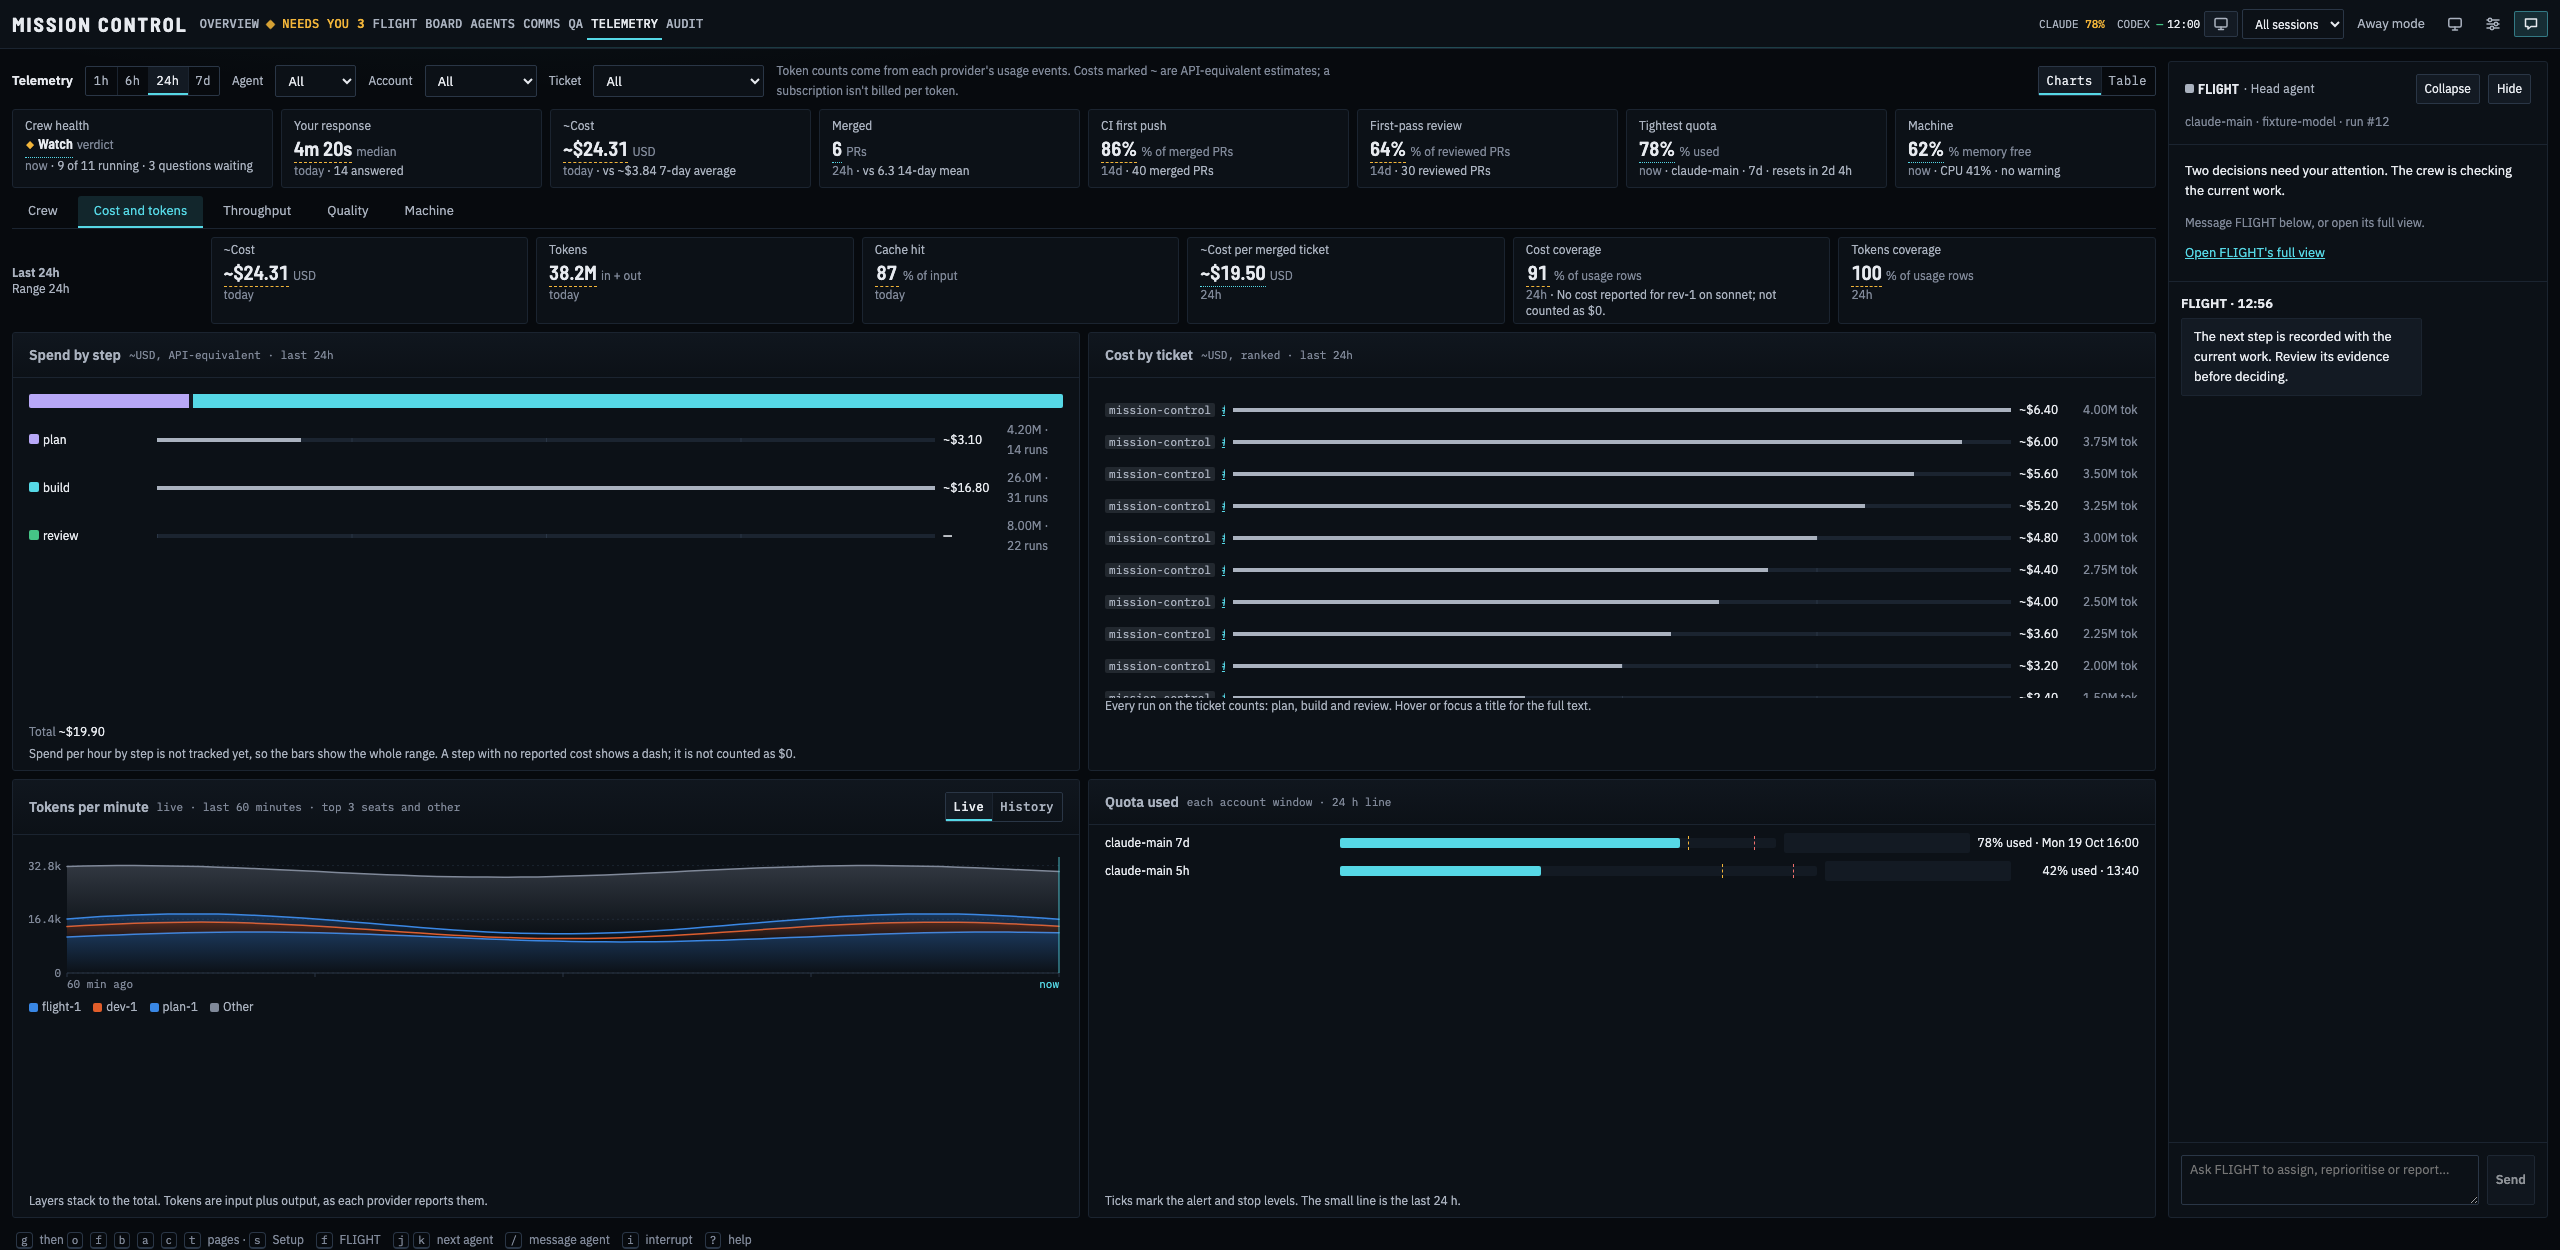 MISSION CONTROL OVERVIEW ◆ NEEDS YOU 3 FLIGHT BOARD AGENTS COMMS QA TELEMETRY AUDIT
CLAUDE 78% CODEX — 12:00 All sessions Away mode
Telemetry 1h 6h 24h 7d Agent All Account All Ticket All
Token counts come from each provider's usage events. Costs marked ~ are API-equivalent estimates; a
subscription isn't billed per token.
Charts Table
Crew health
◆ Watch verdict
now · 9 of 11 running · 3 questions waiting
Your response
4m 20s median
today · 14 answered
~Cost
~$24.31 USD
today · vs ~$3.84 7-day average
Merged
6 PRs
24h · vs 6.3 14-day mean
CI first push
86% % of merged PRs
14d · 40 merged PRs
First-pass review
64% % of reviewed PRs
14d · 30 reviewed PRs
Tightest quota
78% % used
now · claude-main · 7d · resets in 2d 4h
Machine
62% % memory free
now · CPU 41% · no warning
Crew Cost and tokens Throughput Quality Machine
Last 24h
Range 24h
~Cost
~$24.31 USD
today
Tokens
38.2M in + out
today
Cache hit
87 % of input
today
~Cost per merged ticket
~$19.50 USD
24h
Cost coverage
91 % of usage rows
24h · No cost reported for rev-1 on sonnet; not
counted as $0.
Tokens coverage
100 % of usage rows
24h
Spend by step ~USD, API-equivalent · last 24h
plan ~$3.10 4.20M ·
14 runs
build ~$16.80 26.0M ·
31 runs
review — 8.00M ·
22 runs
Total ~$19.90
Spend per hour by step is not tracked yet, so the bars show the whole range. A step with no reported cost shows a dash; it is not counted as $0.
Cost by ticket ~USD, ranked · last 24h
mission-control ~$6.40 4.00M tok
mission-control ~$6.00 3.75M tok
mission-control ~$5.60 3.50M tok
mission-control ~$5.20 3.25M tok
mission-control ~$4.80 3.00M tok
mission-control ~$4.40 2.75M tok
mission-control ~$4.00 2.50M tok
mission-control ~$3.60 2.25M tok
mission-control ~$3.20 2.00M tok
mission-control ~$2.40 1.50M tok
Every run on the ticket counts: plan, build and review. Hover or focus a title for the full text.
Tokens per minute live · last 60 minutes · top 3 seats and other
Live History
32.8k
16.4k
0
60 min ago now
flight-1 dev-1 plan-1 Other
Layers stack to the total. Tokens are input plus output, as each provider reports them.
Quota used each account window · 24 h line
claude-main 7d 78% used · Mon 19 Oct 16:00
claude-main 5h 42% used · 13:40
Ticks mark the alert and stop levels. The small line is the last 24 h.
FLIGHT · Head agent Collapse Hide
claude-main · fixture-model · run #12
Two decisions need your attention. The crew is checking
the current work.
Message FLIGHT below, or open its full view.
Open FLIGHT's full view
FLIGHT · 12:56
The next step is recorded with the
current work. Review its evidence
before deciding.
Ask FLIGHT to assign, reprioritise or report...
Send
g then o f b a c t pages · s Setup f FLIGHT j k next agent / message agent i interrupt ? help